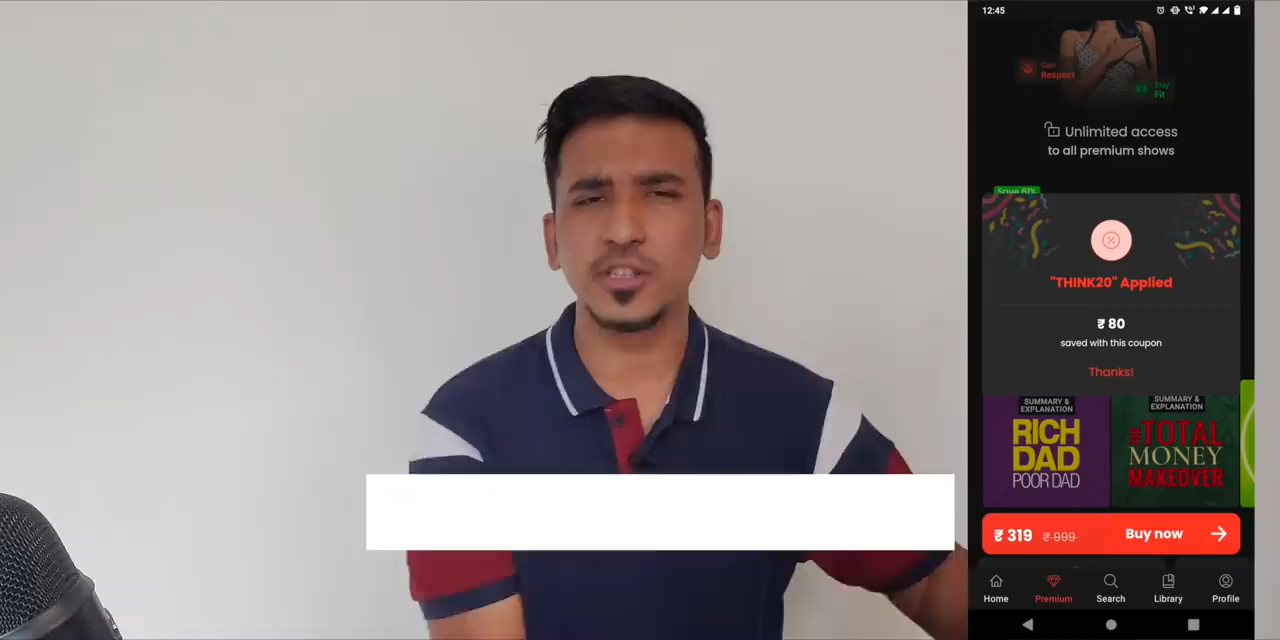 12:45
Gain
Respect
Stay
Fit
Unlimited access
to all premium shows
Save 61%
"THINK20" Applied
₹ 80
saved with this coupon
Thanks!
SUMMARY &
EXPLANATION
RICH
DAD
POOR DAD
SUMMARY &
EXPLANATION
THE TOTAL
MONEY
MAKEOVER
₹ 319 ₹ 999 Buy now
Home Premium Search Library Profile